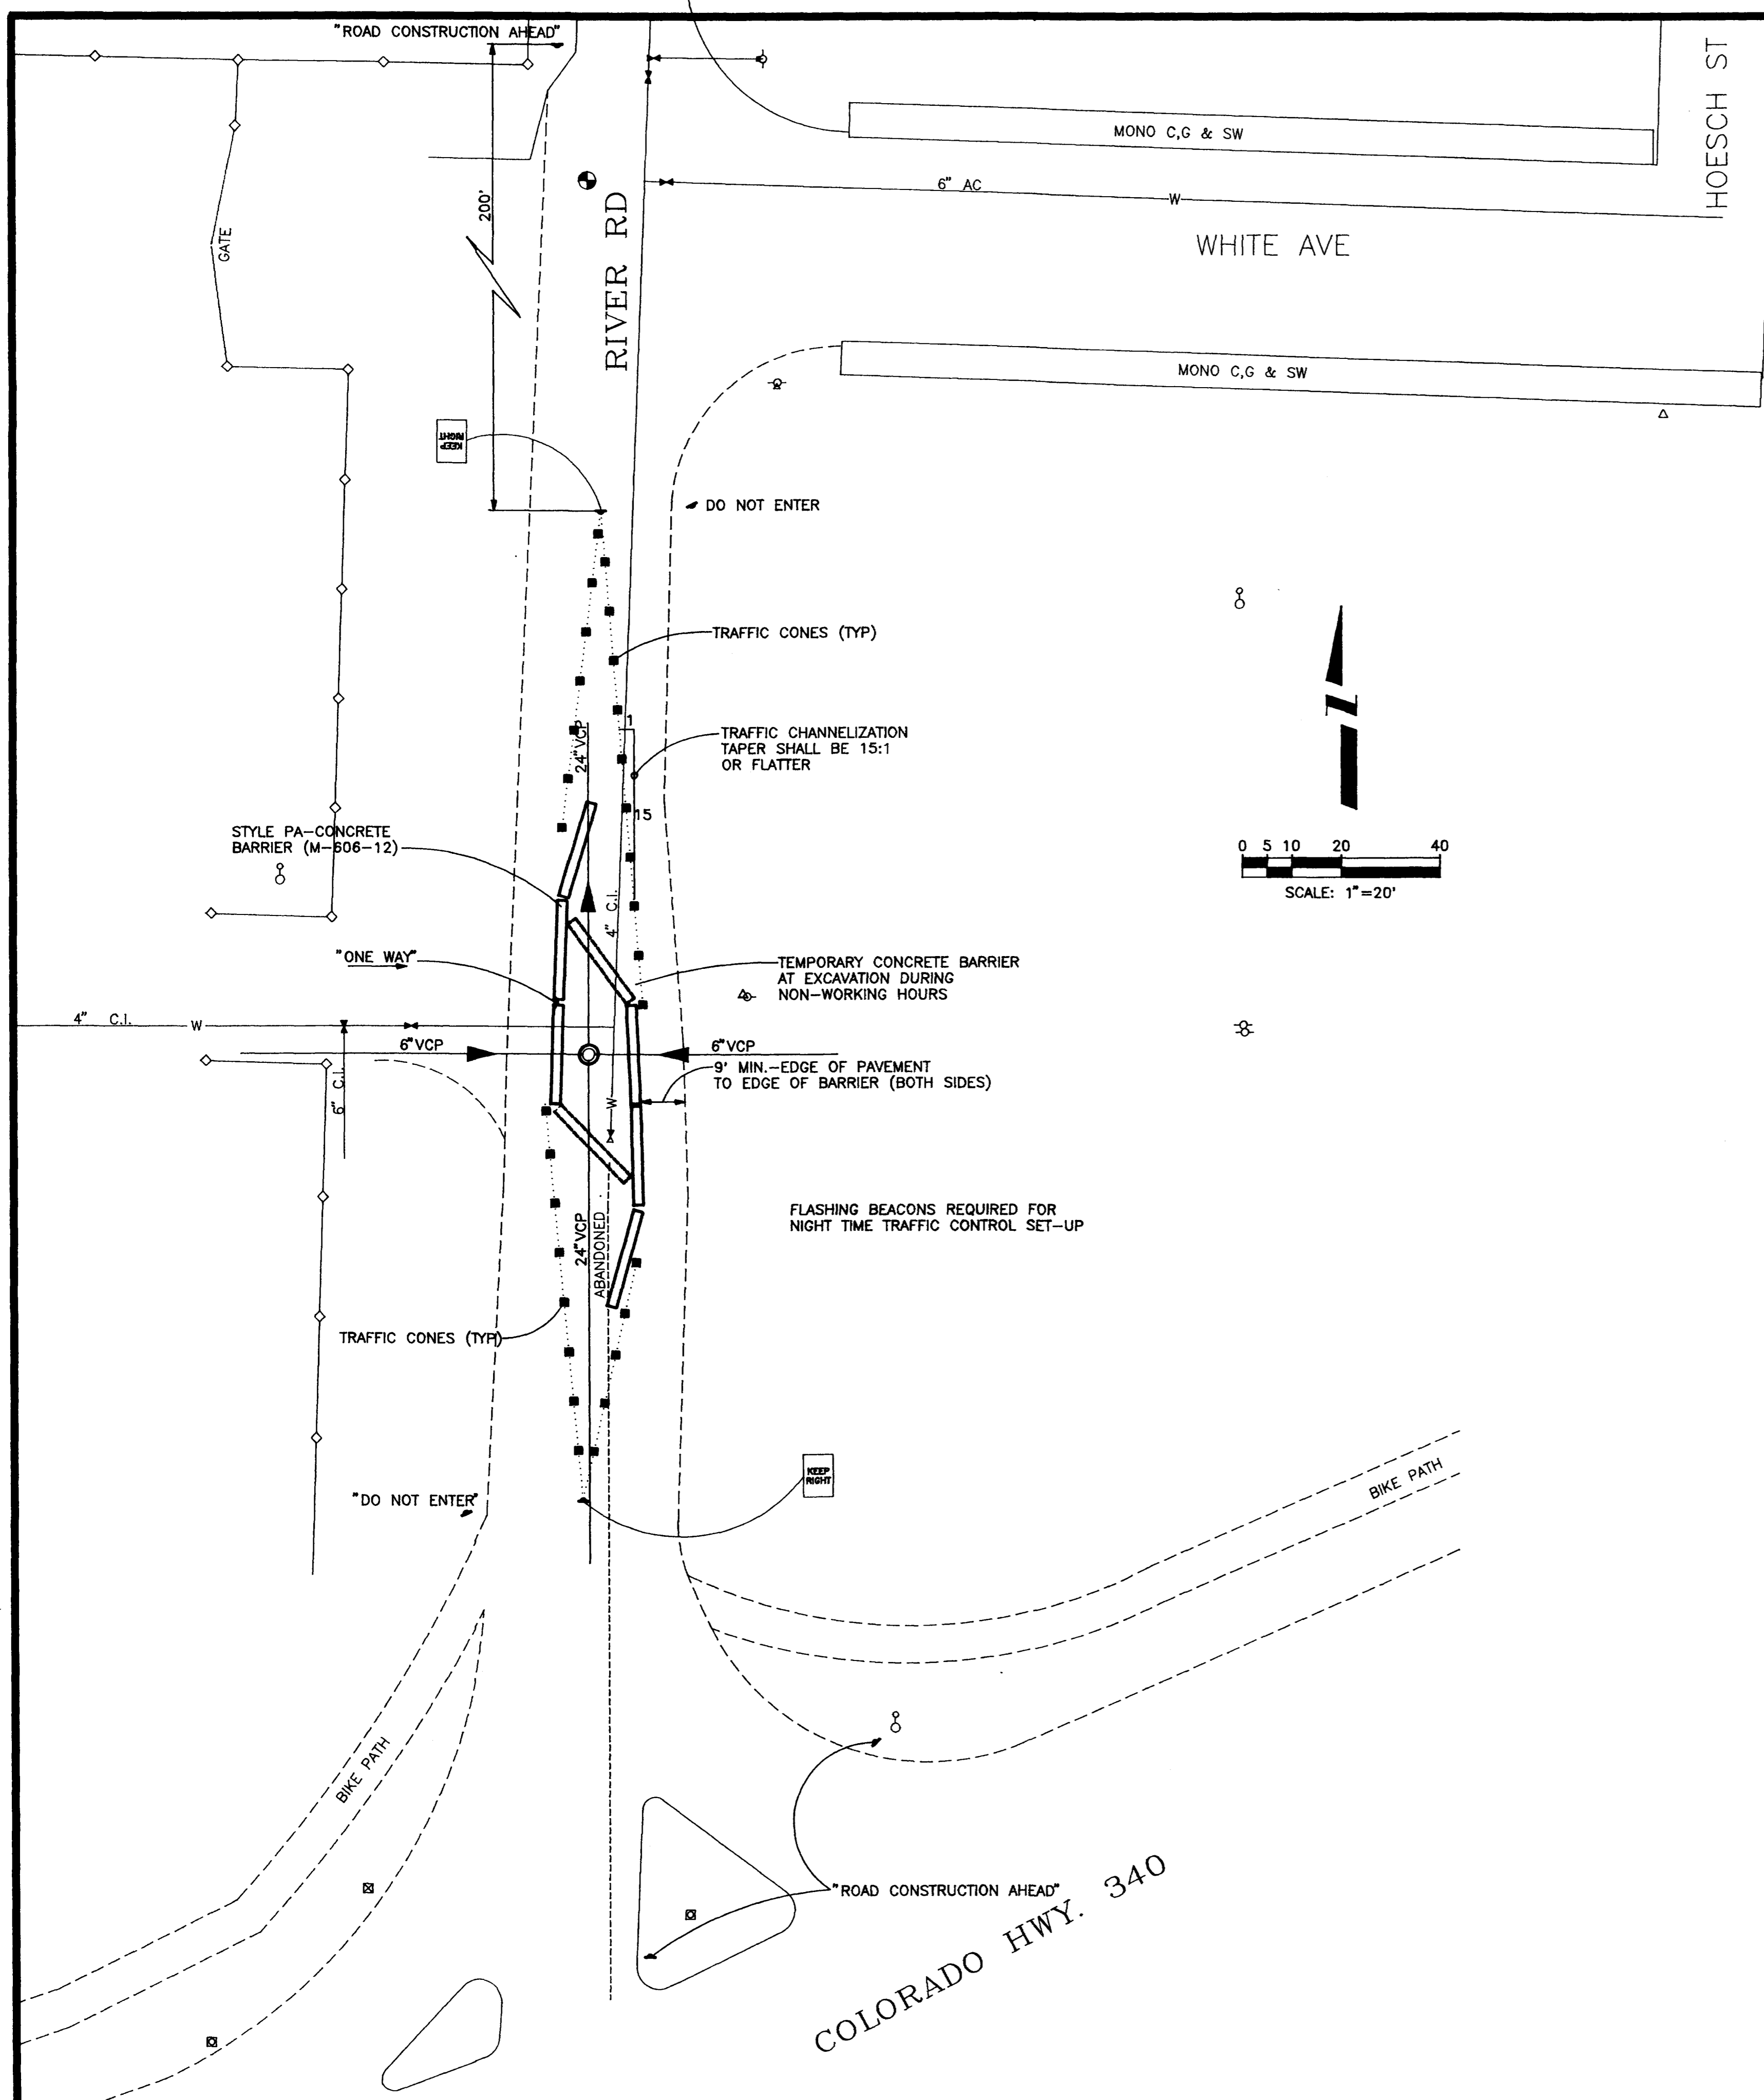 "ROAD CONSTRUCTION AHEAD"
HOESCH ST
MONO C,G & SW
6" AC
W
WHITE AVE
200'
GATE
RIVER RD
MONO C,G & SW
KEEP
RIGHT
DO NOT ENTER
TRAFFIC CONES (TYP)
1
TRAFFIC CHANNELIZATION
TAPER SHALL BE 15:1
OR FLATTER
24" VCP
15
STYLE PA-CONCRETE
BARRIER (M-606-12)
0 5 10 20 40
SCALE: 1"=20'
4" C.I.
"ONE WAY"
TEMPORARY CONCRETE BARRIER
AT EXCAVATION DURING
NON-WORKING HOURS
4" C.I.
W
6"VCP
6"VCP
9' MIN.-EDGE OF PAVEMENT
TO EDGE OF BARRIER (BOTH SIDES)
6" C.I.
W
FLASHING BEACONS REQUIRED FOR
NIGHT TIME TRAFFIC CONTROL SET-UP
24"VCP
ABANDONED
TRAFFIC CONES (TYP)
KEEP
RIGHT
"DO NOT ENTER"
BIKE PATH
BIKE PATH
"ROAD CONSTRUCTION AHEAD"
COLORADO HWY. 340